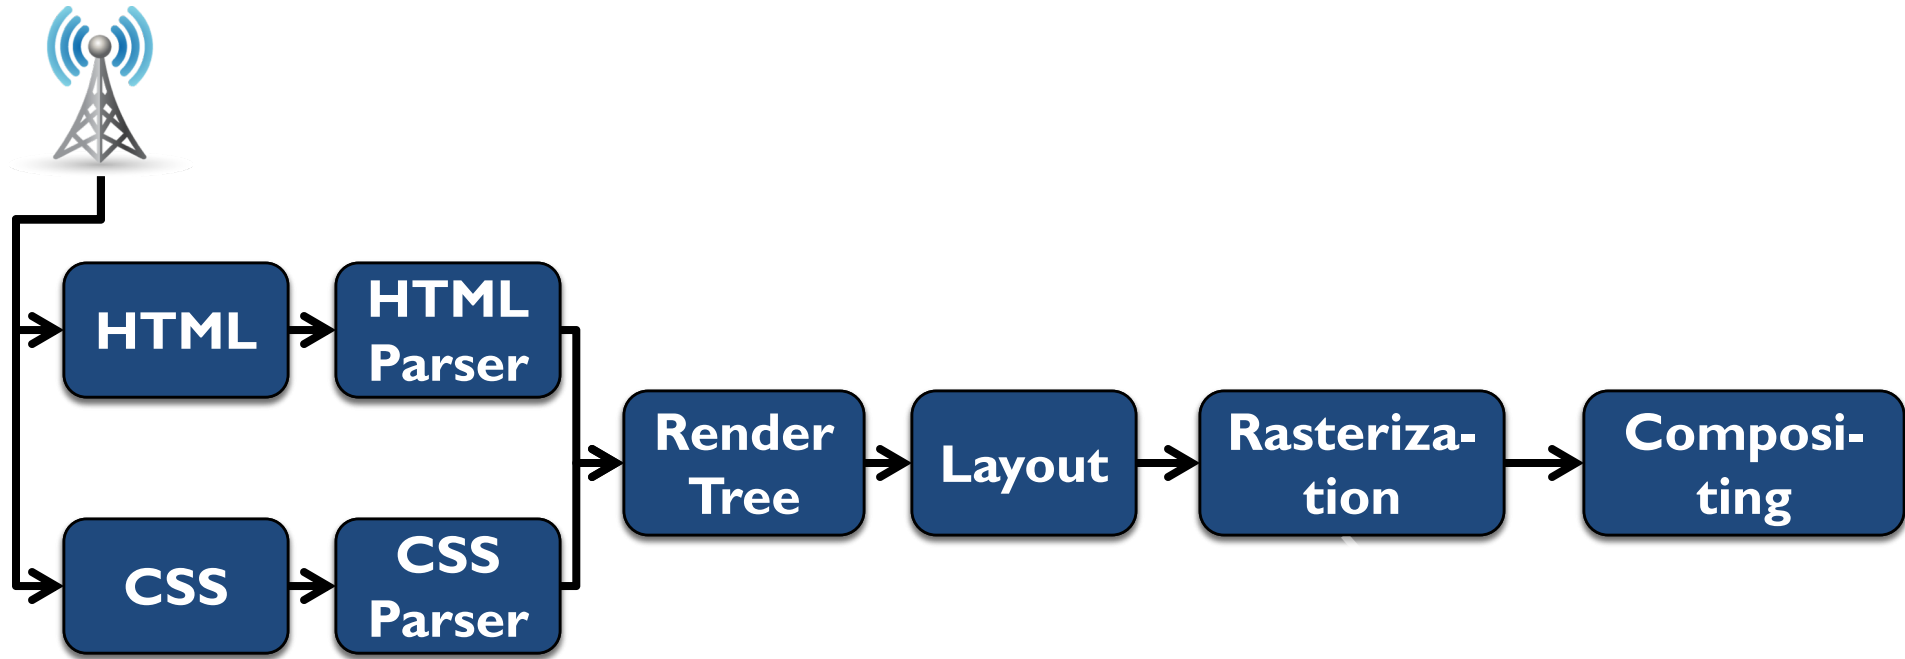 HTML
HTML
Parser
CSS
CSS
Parser
Render
Tree
Layout
Rasteriza-
tion
Composi-
ting